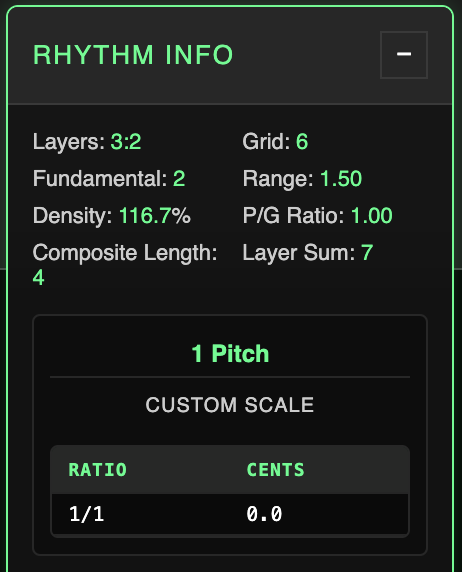 RHYTHM INFO −
Layers: 3:2 Grid: 6
Fundamental: 2 Range: 1.50
Density: 116.7% P/G Ratio: 1.00
Composite Length: Layer Sum: 7
4
1 Pitch
CUSTOM SCALE
RATIO CENTS
1/1 0.0